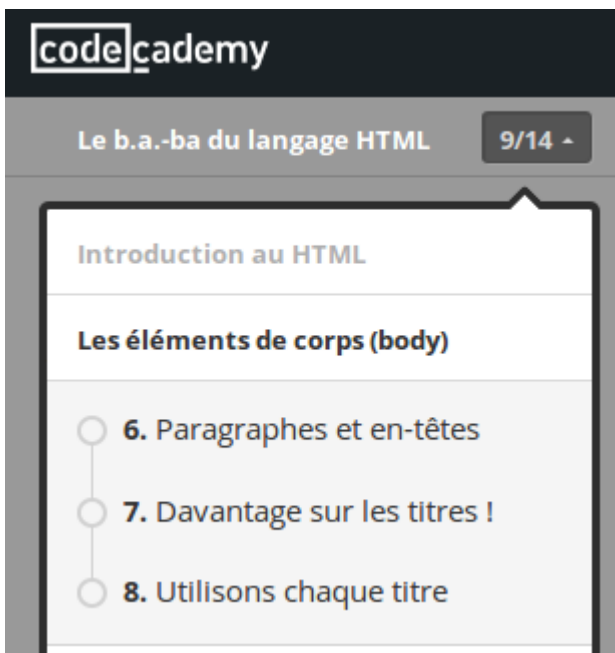 codecademy
Le b.a.-ba du langage HTML 9/14
Introduction au HTML
Les éléments de corps (body)
6. Paragraphes et en-têtes
7. Davantage sur les titres !
8. Utilisons chaque titre